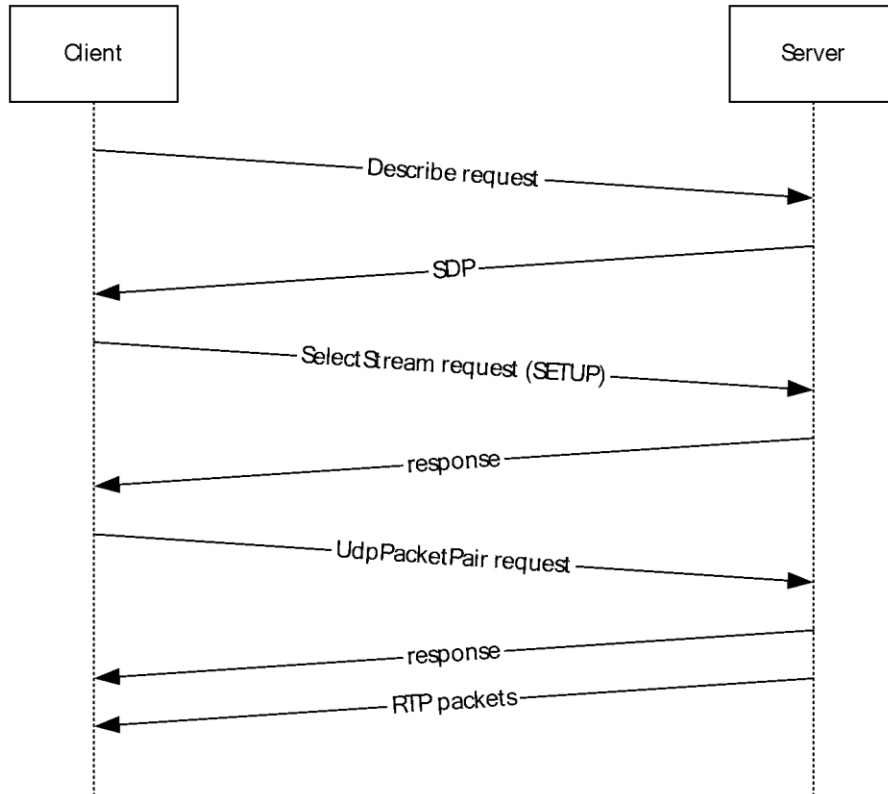 Client
Server
Describe request
SDP
SelectStream request (SETUP)
response
UdpPacketPair request
response
RTP packets